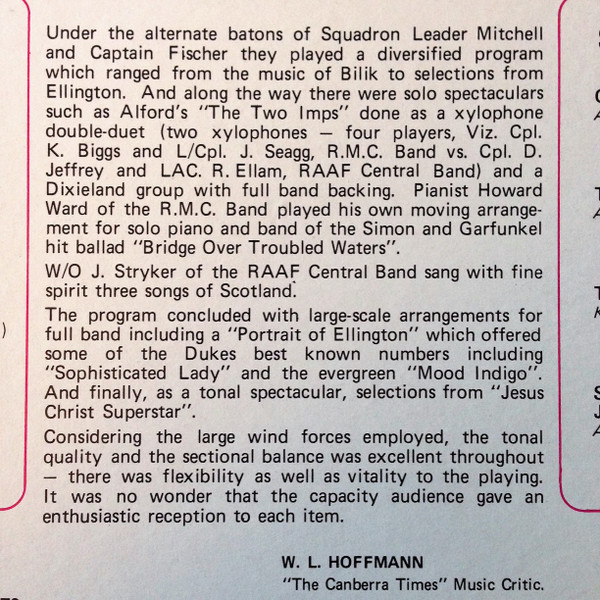 Under the alternate batons of Squadron Leader Mitchell
and Captain Fischer they played a diversified program
which ranged from the music of Bilik to selections from
Ellington. And along the way there were solo spectaculars
such as Alford's "The Two Imps" done as a xylophone
double-duet (two xylophones — four players, Viz. Cpl.
K. Biggs and L/Cpl. J. Seagg, R.M.C. Band vs. Cpl. D.
Jeffrey and LAC. R. Ellam, RAAF Central Band) and a
Dixieland group with full band backing. Pianist Howard
Ward of the R.M.C. Band played his own moving arrange-
ment for solo piano and band of the Simon and Garfunkel
hit ballad "Bridge Over Troubled Waters".
W/O J. Stryker of the RAAF Central Band sang with fine
spirit three songs of Scotland.
The program concluded with large-scale arrangements for
full band including a "Portrait of Ellington" which offered
some of the Dukes best known numbers including
"Sophisticated Lady" and the evergreen "Mood Indigo".
And finally, as a tonal spectacular, selections from "Jesus
Christ Superstar".
Considering the large wind forces employed, the tonal
quality and the sectional balance was excellent throughout
— there was flexibility as well as vitality to the playing.
It was no wonder that the capacity audience gave an
enthusiastic reception to each item.
W. L. HOFFMANN
"The Canberra Times" Music Critic.